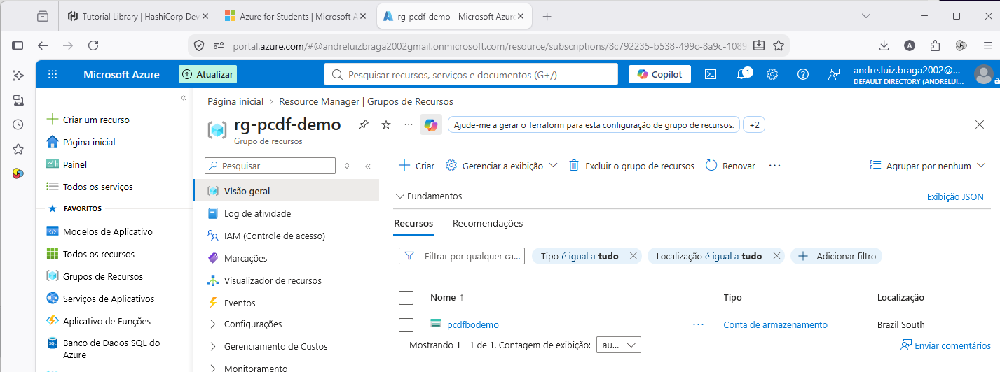 Tutorial Library | HashiCorp Dev
Azure for Students | Microsoft A
rg-pcdf-demo - Microsoft Azure
portal.azure.com/#@andreluizbraga2002gmail.onmicrosoft.com/resource/subscriptions/8c792235-b538-499c-8a9c-1089
A
Microsoft Azure
Atualizar
Pesquisar recursos, serviços e documentos (G+/)
Copilot
1
andre.luiz.braga2002@...
DEFAULT DIRECTORY (ANDRELUI...
Criar um recurso
Página inicial
Painel
Todos os serviços
FAVORITOS
Modelos de Aplicativo
Todos os recursos
Grupos de Recursos
Serviços de Aplicativos
Aplicativo de Funções
Banco de Dados SQL do
Azure
Página inicial > Resource Manager | Grupos de Recursos
rg-pcdf-demo
Grupo de recursos
Ajude-me a gerar o Terraform para esta configuração de grupo de recursos.
+2
Pesquisar
Visão geral
Log de atividade
IAM (Controle de acesso)
Marcações
Visualizador de recursos
Eventos
Configurações
Gerenciamento de Custos
Monitoramento
Criar
Gerenciar a exibição
Excluir o grupo de recursos
Renovar
Agrupar por nenhum
Fundamentos
Exibição JSON
Recursos
Recomendações
Filtrar por qualquer ca...
Tipo é igual a tudo
Localização é igual a tudo
Adicionar filtro
Nome ↑ Tipo Localização
pcdfbodemo Conta de armazenamento Brazil South
Mostrando 1 - 1 de 1. Contagem de exibição: au...
Enviar comentários